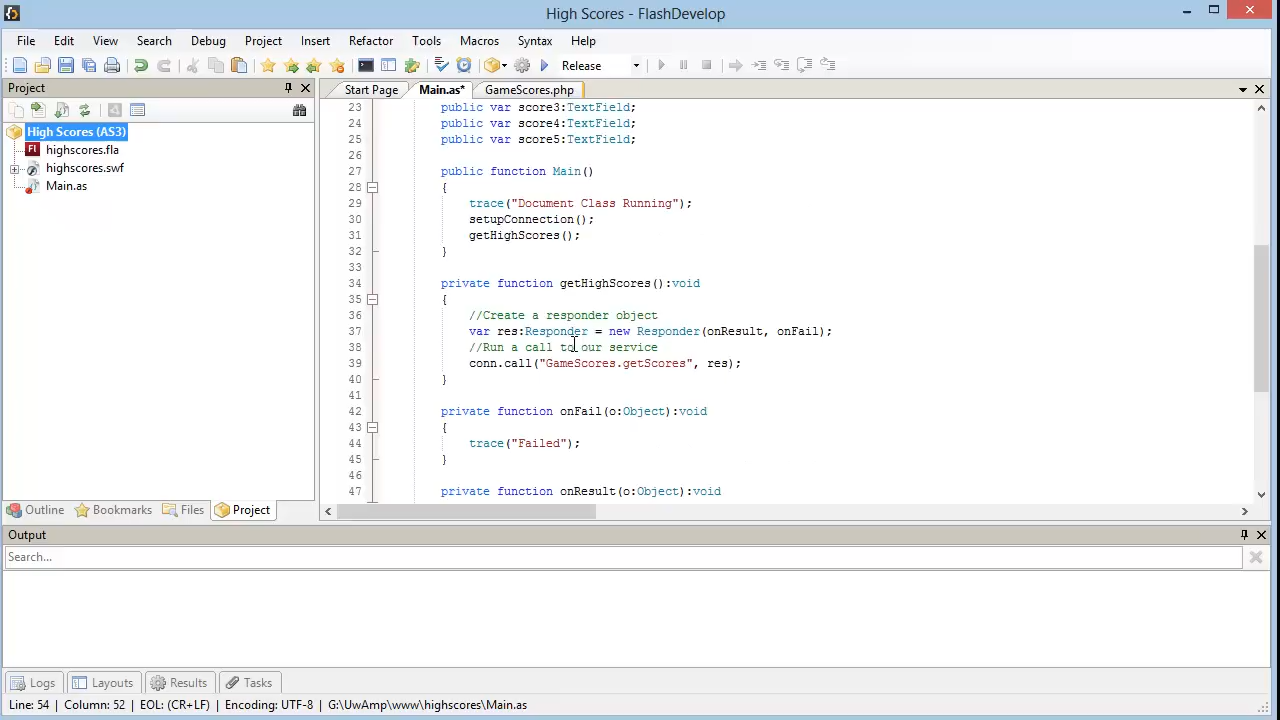 High Scores - FlashDevelop
File Edit View Search Debug Project Insert Refactor Tools Macros Syntax Help
Release
Project
Start Page Main.as* GameScores.php
High Scores (AS3)
highscores.fla
highscores.swf
Main.as
23 public var score3:TextField;
24 public var score4:TextField;
25 public var score5:TextField;
26
27 public function Main()
28 {
29 trace("Document Class Running");
30 setupConnection();
31 getHighScores();
32 }
33
34 private function getHighScores():void
35 {
36 //Create a responder object
37 var res:Responder = new Responder(onResult, onFail);
38 //Run a call to our service
39 conn.call("GameScores.getScores", res);
40 }
41
42 private function onFail(o:Object):void
43 {
44 trace("Failed");
45 }
46
47 private function onResult(o:Object):void
Outline Bookmarks Files Project
Output
Search...
Logs Layouts Results Tasks
Line: 54 | Column: 52 | EOL: (CR+LF) | Encoding: UTF-8 | G:\UwAmp\www\highscores\Main.as